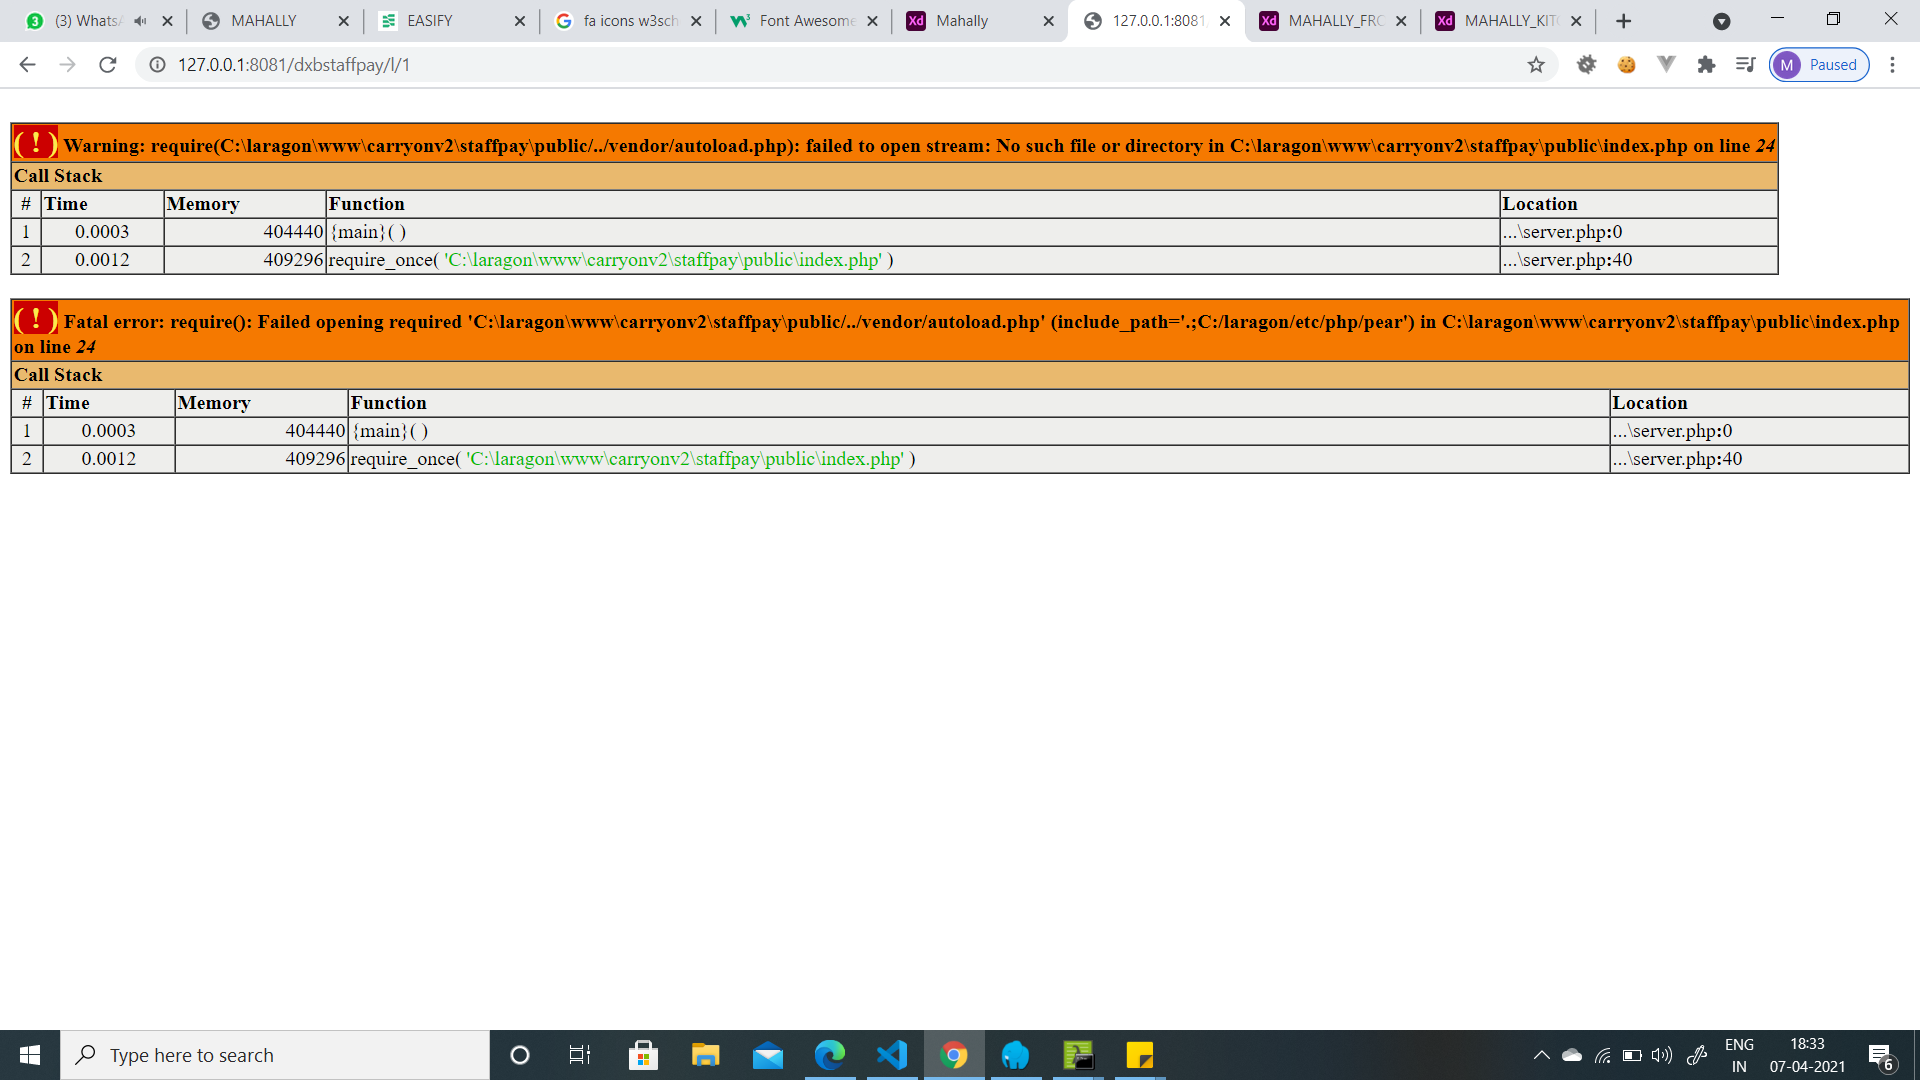 (3) WhatsA
MAHALLY
EASIFY
fa icons w3sch
Font Awesome
Xd Mahally
127.0.0.1:8081/
Xd MAHALLY_FRO
Xd MAHALLY_KIT
127.0.0.1:8081/dxbstaffpay/l/1
M Paused
( ! ) Warning: require(C:\laragon\www\carryonv2\staffpay\public/../vendor/autoload.php): failed to open stream: No such file or directory in C:\laragon\www\carryonv2\staffpay\public\index.php on line 24
Call Stack
# Time Memory Function Location
1 0.0003 404440 {main}( ) ...\server.php:0
2 0.0012 409296 require_once( 'C:\laragon\www\carryonv2\staffpay\public\index.php' ) ...\server.php:40
( ! ) Fatal error: require(): Failed opening required 'C:\laragon\www\carryonv2\staffpay\public/../vendor/autoload.php' (include_path='.;C:/laragon/etc/php/pear') in C:\laragon\www\carryonv2\staffpay\public\index.php
on line 24
Call Stack
# Time Memory Function Location
1 0.0003 404440 {main}( ) ...\server.php:0
2 0.0012 409296 require_once( 'C:\laragon\www\carryonv2\staffpay\public\index.php' ) ...\server.php:40
Type here to search
ENG
IN
18:33
07-04-2021
6